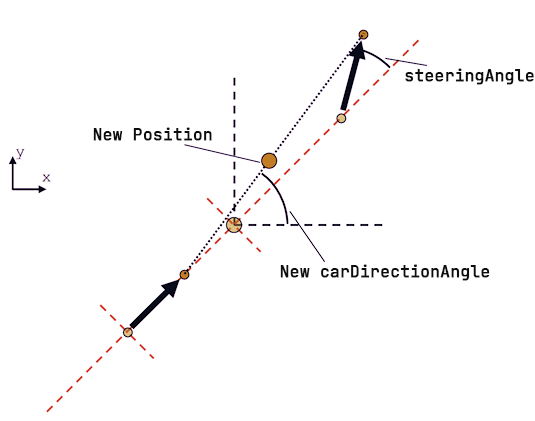 steeringAngle
New Position
y
x
New carDirectionAngle